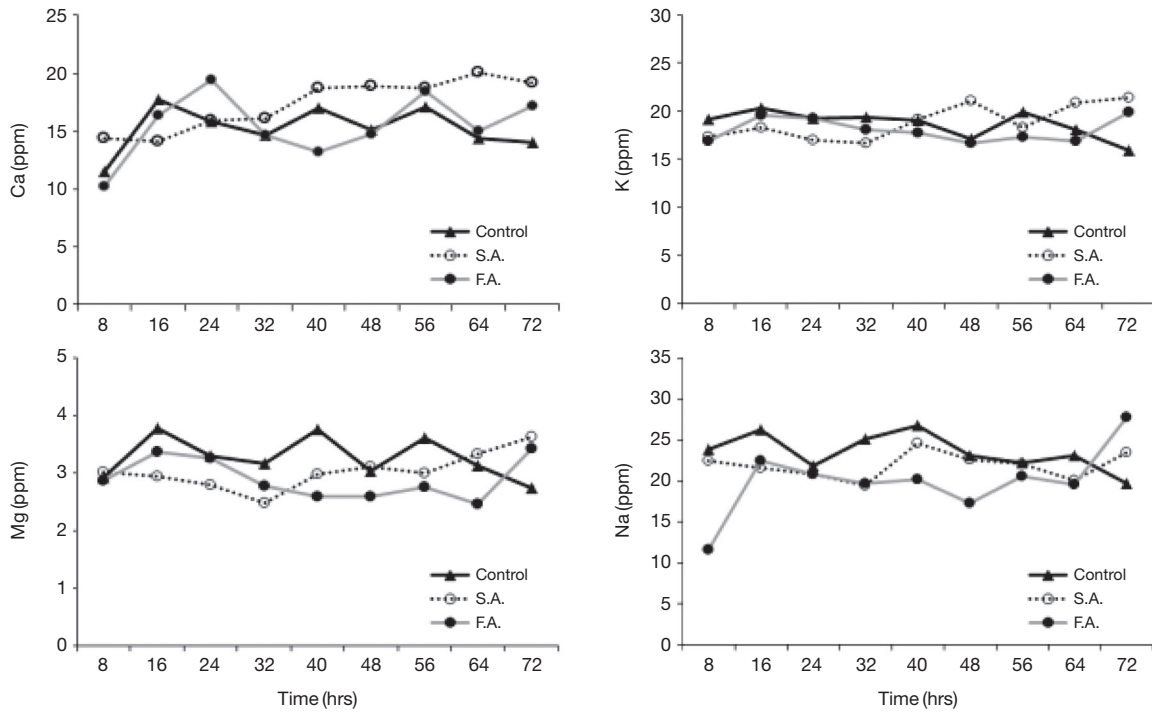 25
20
15
10
5
0
Ca (ppm)
Control
S.A.
F.A.
8 16 24 32 40 48 56 64 72
30
25
20
15
10
5
0
K (ppm)
Control
S.A.
F.A.
8 16 24 32 40 48 56 64 72
5
4
3
2
1
0
Mg (ppm)
Control
S.A.
F.A.
8 16 24 32 40 48 56 64 72
Time (hrs)
35
30
25
20
15
10
5
0
Na (ppm)
Control
S.A.
F.A.
8 16 24 32 40 48 56 64 72
Time (hrs)